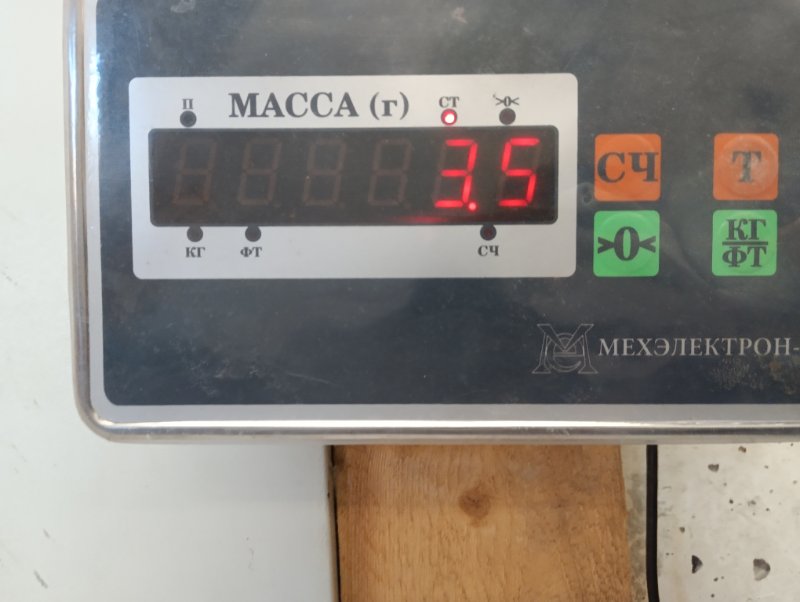 П МАССА (г) СТ >0<
3.5
КГ ФТ СЧ
СЧ Т
>0< КГ/ФТ
МЕХЭЛЕКТРОН-